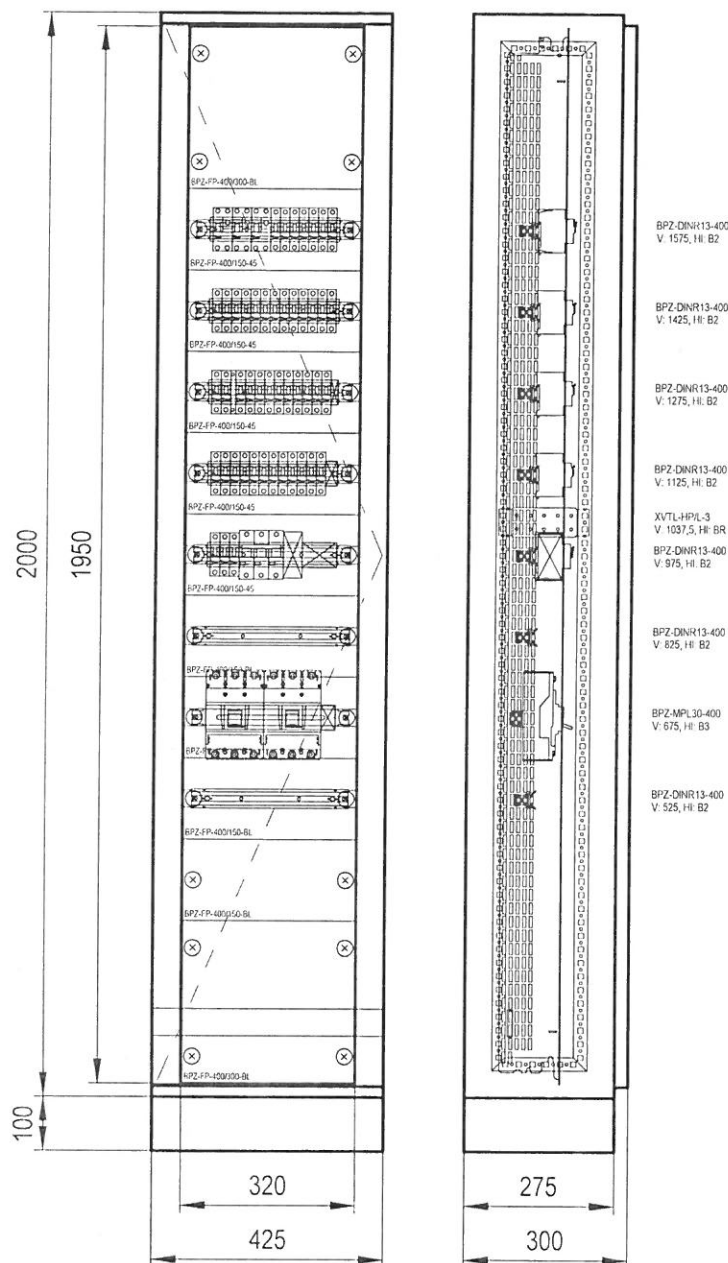 BPZ-FP-400/300-BL
BPZ-FP-400/150-45
BPZ-FP-400/150-45
BPZ-FP-400/150-45
BPZ-FP-400/150-45
BPZ-FP-400/150-45
BPZ-FP-400/150-BL
BPZ-FP-400/150-BL
BPZ-FP-400/300-BL
2000
1950
100
320
425
BPZ-DINR13-400
V: 1575, HI: B2
BPZ-DINR13-400
V: 1425, HI: B2
BPZ-DINR13-400
V: 1275, HI: B2
BPZ-DINR13-400
V: 1125, HI: B2
XVTL-HP/L-3
V: 1037,5, HI: BR
BPZ-DINR13-400
V: 975, HI: B2
BPZ-DINR13-400
V: 825, HI: B2
BPZ-MPL30-400
V: 675, HI: B3
BPZ-DINR13-400
V: 525, HI: B2
275
300